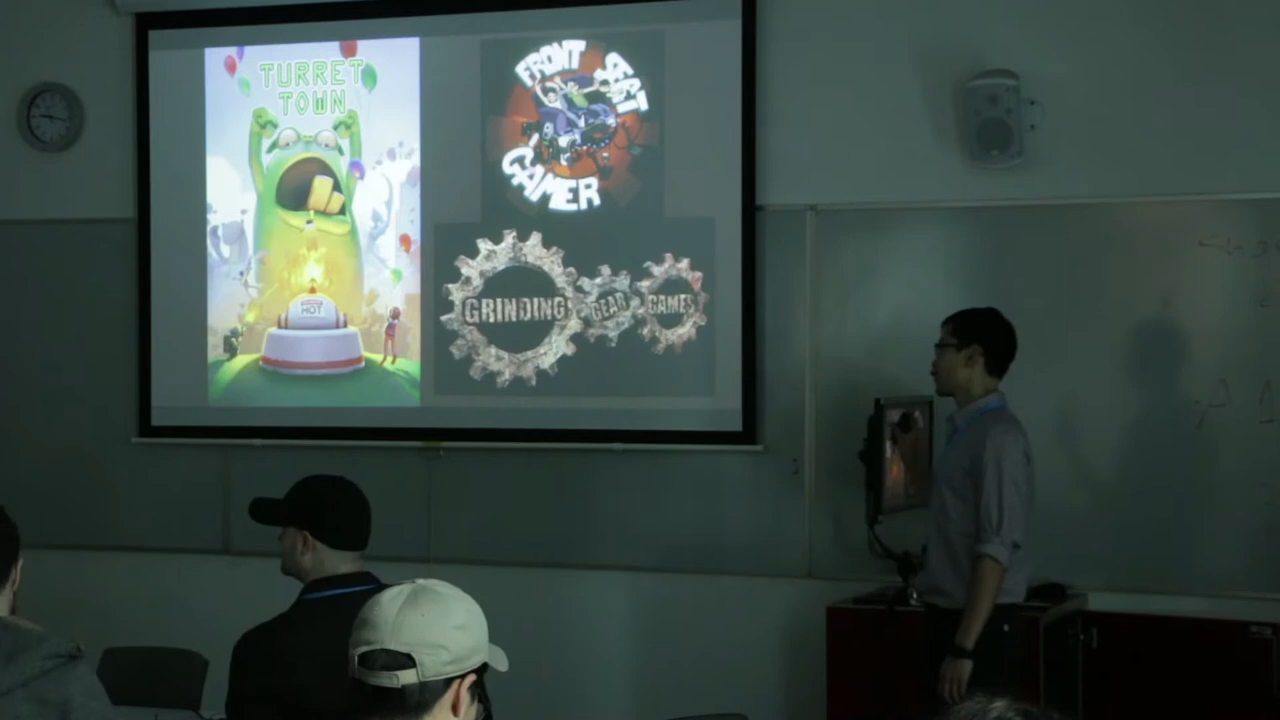 TURRET
TOWN
HOT
FRONT SEAT
GAMER
GRINDING GEAR GAMES